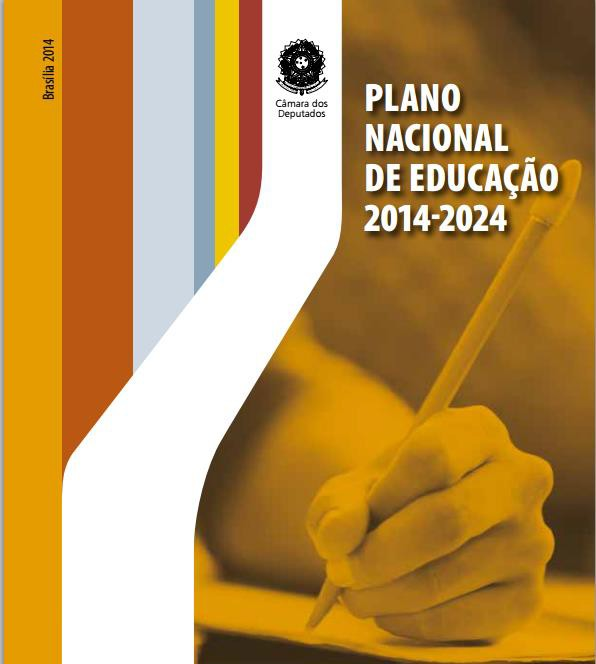 Brasília 2014
Câmara dos
Deputados
PLANO
NACIONAL
DE EDUCAÇÃO
2014-2024